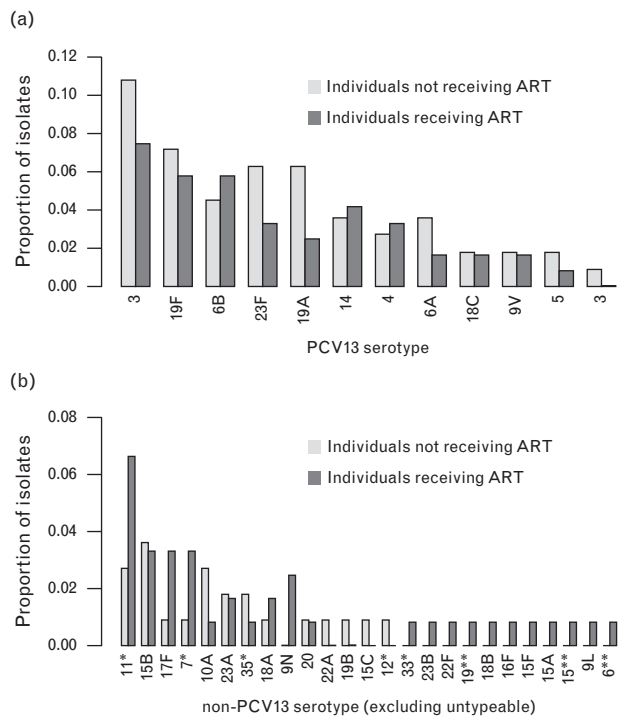 (a)
0.12
0.10
0.08
0.06
0.04
0.02
0.00
Proportion of isolates
Individuals not receiving ART
Individuals receiving ART
3 19F 6B 23F 19A 14 4 6A 18C 9V 5 3
PCV13 serotype
(b)
0.08
0.06
0.04
0.02
0.00
Proportion of isolates
Individuals not receiving ART
Individuals receiving ART
11* 15B 17F 7* 10A 23A 35* 18A 9N 20 22A 19B 15C 12* 33* 23B 22F 19** 18B 16F 15F 15A 15** 9L 6**
non-PCV13 serotype (excluding untypeable)